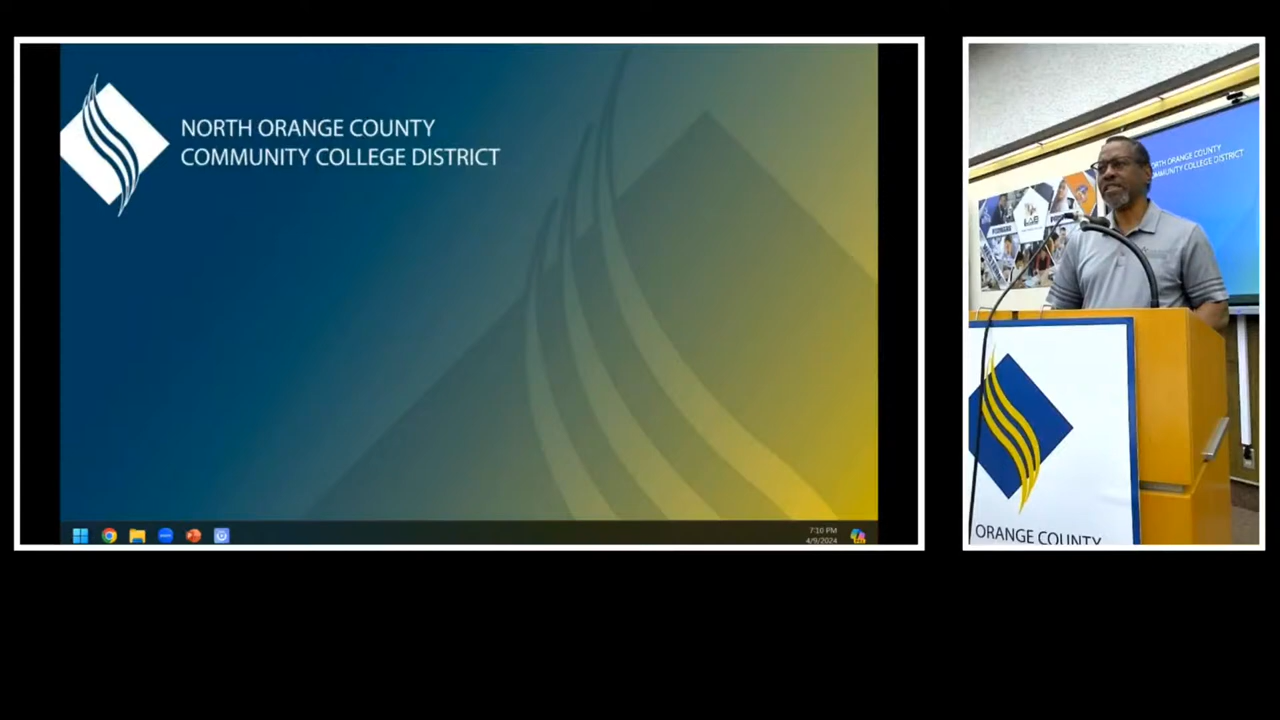 NORTH ORANGE COUNTY
COMMUNITY COLLEGE DISTRICT
7:10 PM
4/9/2024
NORTH ORANGE COUNTY
COMMUNITY COLLEGE DISTRICT
ORANGE COUNTY